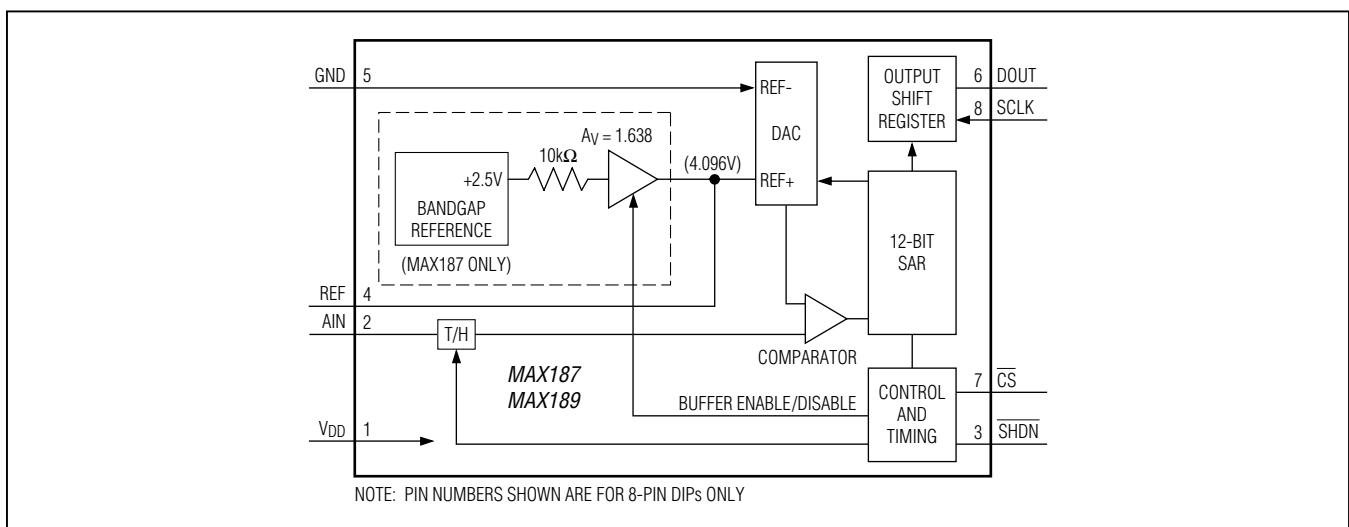 GND 5
REF-
DAC
REF+
OUTPUT
SHIFT
REGISTER
6 DOUT
8 SCLK
AV = 1.638
10kΩ
(4.096V)
+2.5V
BANDGAP
REFERENCE
(MAX187 ONLY)
12-BIT
SAR
REF 4
AIN 2
T/H
COMPARATOR
MAX187
MAX189
BUFFER ENABLE/DISABLE
CONTROL
AND
TIMING
7 C̅S̅
3 S̅H̅D̅N̅
VDD 1
NOTE: PIN NUMBERS SHOWN ARE FOR 8-PIN DIPs ONLY